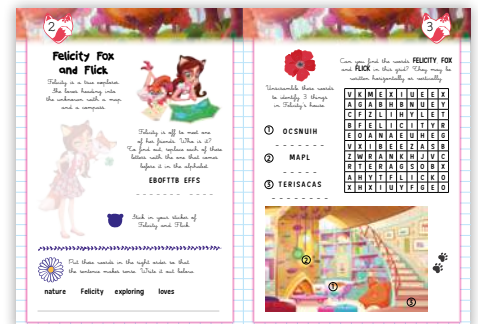 2
Felicity Fox
and Flick
Felicity is a true explorer.
She loves heading into
the unknown with a map
and a compass.
Felicity is off to meet one
of her friends. Who is it?
To find out, replace each of these
letters with the one that comes
before it in the alphabet.
EBOFTTB EFFS
_ _ _ _ _ _ _ _ _ _ _
Stick in your sticker of
Felicity and Flick.
Put these words in the right order so that
the sentence makes sense. Write it out below.
nature Felicity exploring loves
3
Can you find the words FELICITY, FOX
and FLICK in this grid? They may be
written horizontally or vertically.
Unscramble these words
to identify 3 things
in Felicity's house.
1 OCSNUIH
_ _ _ _ _ _ _
2 MAPL
_ _ _ _
3 TERISACAS
_ _ _ _ _ _ _ _ _
V K M E X I U E E X
A G A B H B N U E Y
C F Z L I H Y L E T
B F E L I C I T Y R
E O A N A E U H E G
V X I B E E Z A S B
Z W R A N K H J V C
R T E R A G S O B X
A H Y T F L I C K O
X H X I U Y F G E O
2
1
3